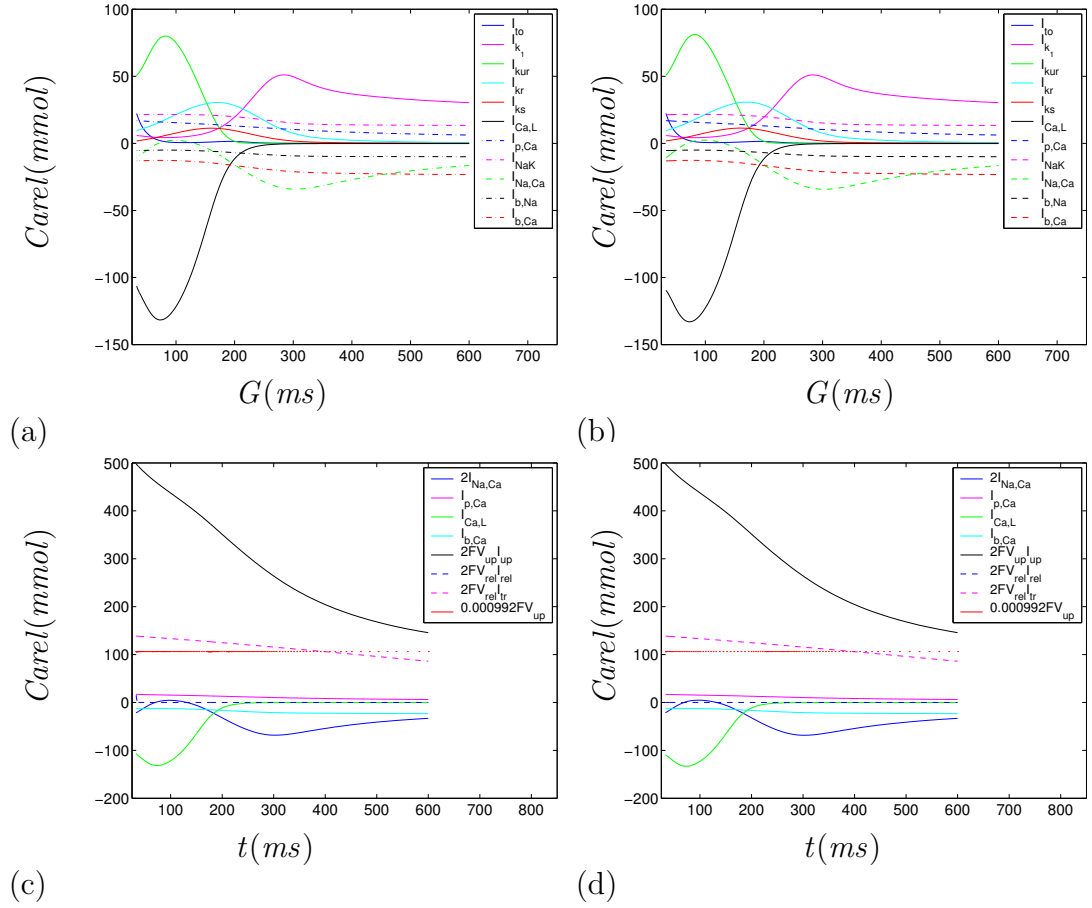 100
50
0
−50
−100
−150
100 200 300 400 500 600 700
Carel(mmol)
G(ms)
I_to
I_k_1
I_kur
I_kr
I_ks
I_Ca,L
I_p,Ca
I_NaK
I_Na,Ca
I_b,Na
I_b,Ca
(a)
100
50
0
−50
−100
−150
100 200 300 400 500 600 700
Carel(mmol)
G(ms)
I_to
I_k_1
I_kur
I_kr
I_ks
I_Ca,L
I_p,Ca
I_NaK
I_Na,Ca
I_b,Na
I_b,Ca
(b)
500
400
300
200
100
0
−100
−200
100 200 300 400 500 600 700 800
Carel(mmol)
t(ms)
2I_Na,Ca
I_p,Ca
I_Ca,L
I_b,Ca
2FV_up I_up
2FV_rel I_rel
2FV_rel I_tr
0.000992FV_up
(c)
500
400
300
200
100
0
−100
−200
100 200 300 400 500 600 700 800
Carel(mmol)
t(ms)
2I_Na,Ca
I_p,Ca
I_Ca,L
I_b,Ca
2FV_up I_up
2FV_rel I_rel
2FV_rel I_tr
0.000992FV_up
(d)